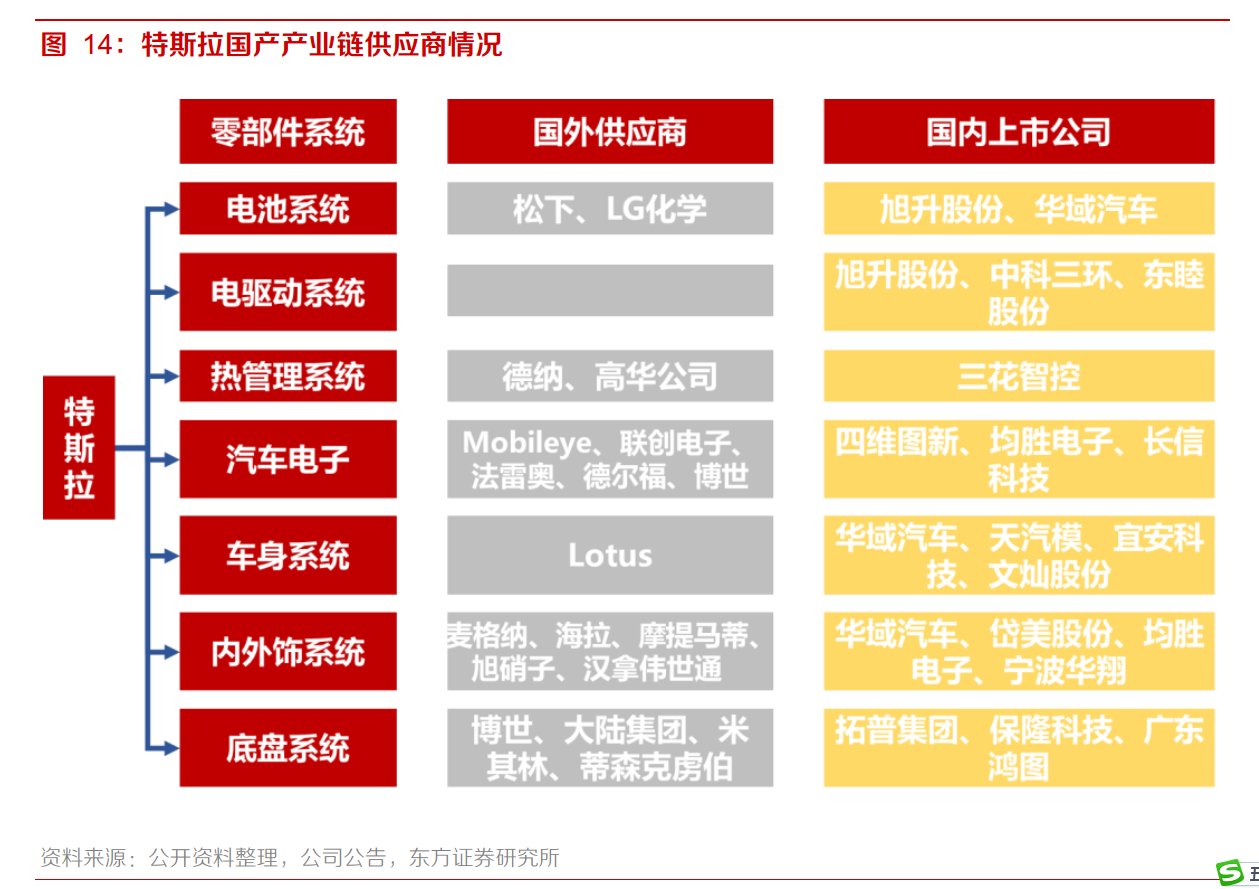 图 14：特斯拉国产产业链供应商情况
零部件系统
国外供应商
国内上市公司
特
斯
拉
电池系统
松下、LG化学
旭升股份、华域汽车
电驱动系统
旭升股份、中科三环、东睦
股份
热管理系统
德纳、高华公司
三花智控
汽车电子
Mobileye、联创电子、
法雷奥、德尔福、博世
四维图新、均胜电子、长信
科技
车身系统
Lotus
华域汽车、天汽模、宜安科
技、文灿股份
内外饰系统
麦格纳、海拉、摩提马蒂、
旭硝子、汉拿伟世通
华域汽车、岱美股份、均胜
电子、宁波华翔
底盘系统
博世、大陆集团、米
其林、蒂森克虏伯
拓普集团、保隆科技、广东
鸿图
资料来源：公开资料整理，公司公告，东方证券研究所
S